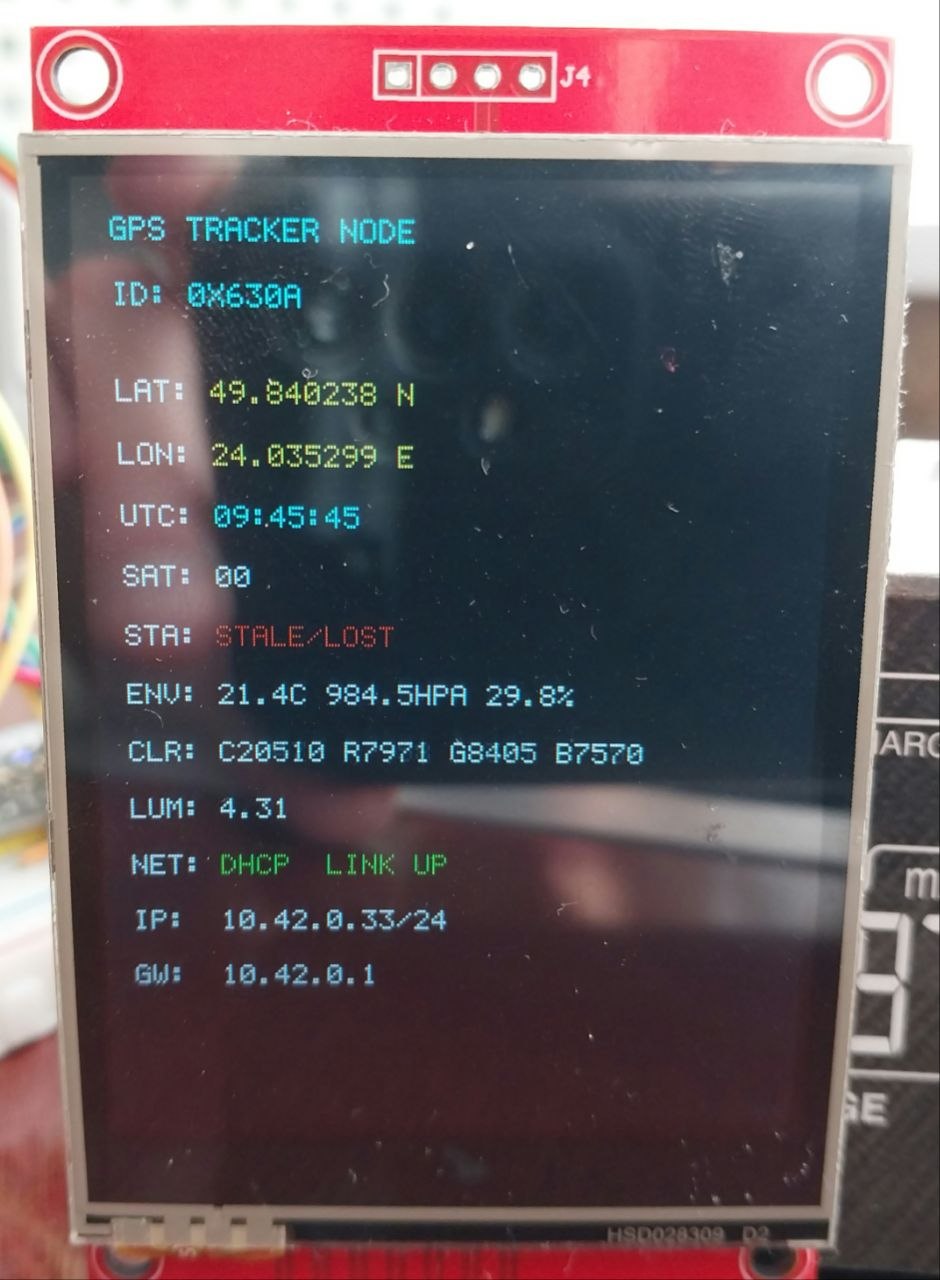 J4
GPS TRACKER NODE
ID: 0X630A
LAT: 49.840238 N
LON: 24.035299 E
UTC: 09:45:45
SAT: 00
STA: STALE/LOST
ENV: 21.4C 984.5HPA 29.8%
CLR: C20510 R7971 G8405 B7570
LUM: 4.31
NET: DHCP LINK UP
IP: 10.42.0.33/24
GW: 10.42.0.1
HSD028309 D2